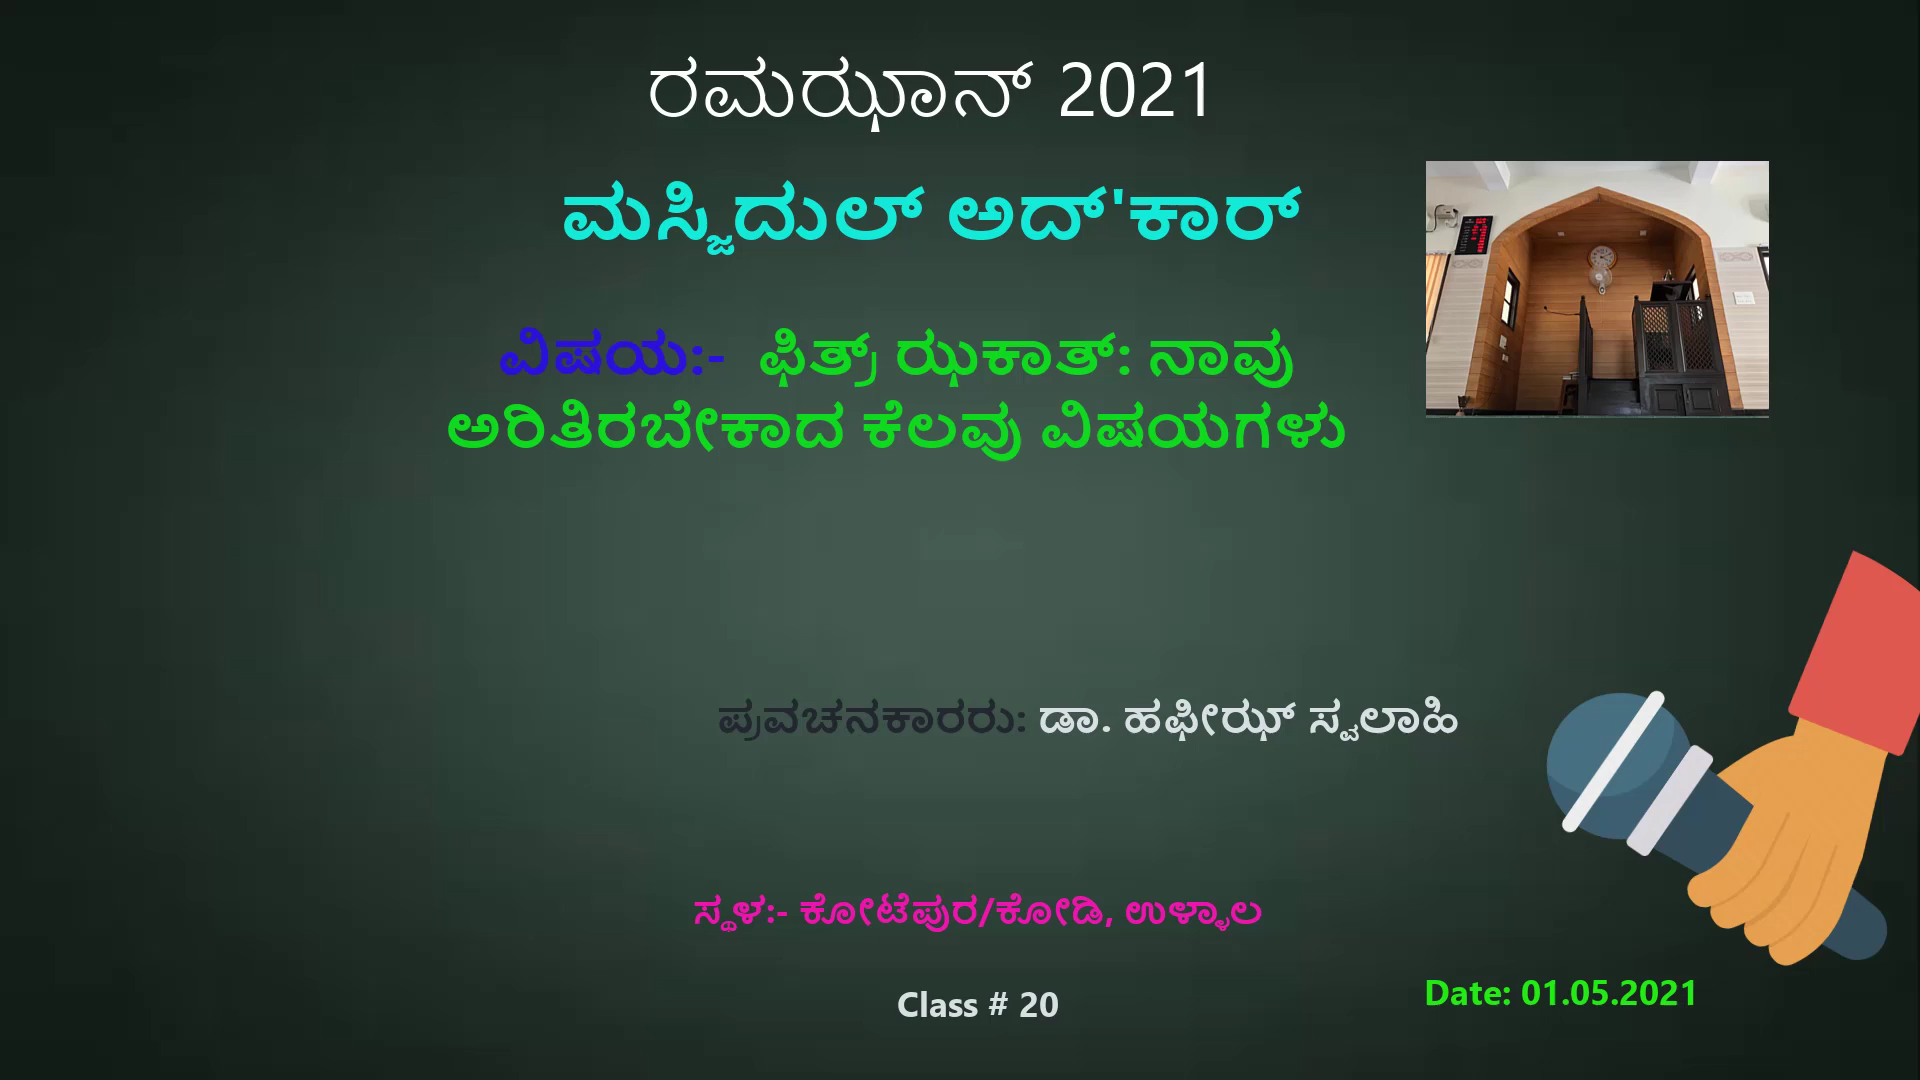 ರಮಝಾನ್ 2021
ಮಸ್ಜಿದುಲ್ ಅದ್'ಕಾರ್
ವಿಷಯ:- ಫಿತ್ರ್ ಝಕಾತ್: ನಾವು
ಅರಿತಿರಬೇಕಾದ ಕೆಲವು ವಿಷಯಗಳು
ಪ್ರವಚನಕಾರರು: ಡಾ. ಹಫೀಝ್ ಸ್ವಲಾಹಿ
ಸ್ಥಳ:- ಕೋಟೆಪುರ/ಕೋಡಿ, ಉಳ್ಳಾಲ
Class # 20
Date: 01.05.2021